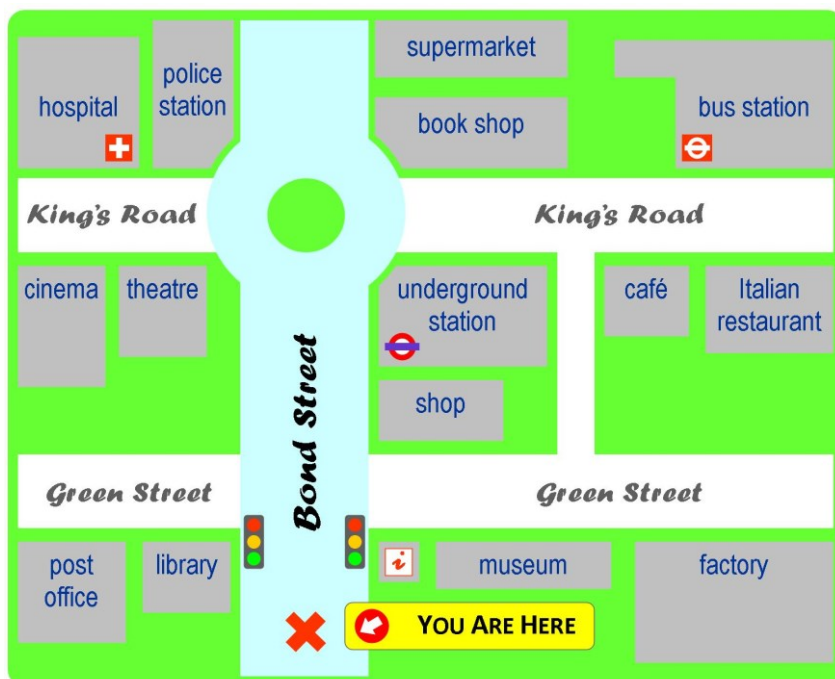 supermarket
police
station
hospital
book shop
bus station
King's Road
King's Road
cinema
theatre
underground
station
café
Italian
restaurant
shop
Bond Street
Green Street
Green Street
post
office
library
i
museum
factory
YOU ARE HERE